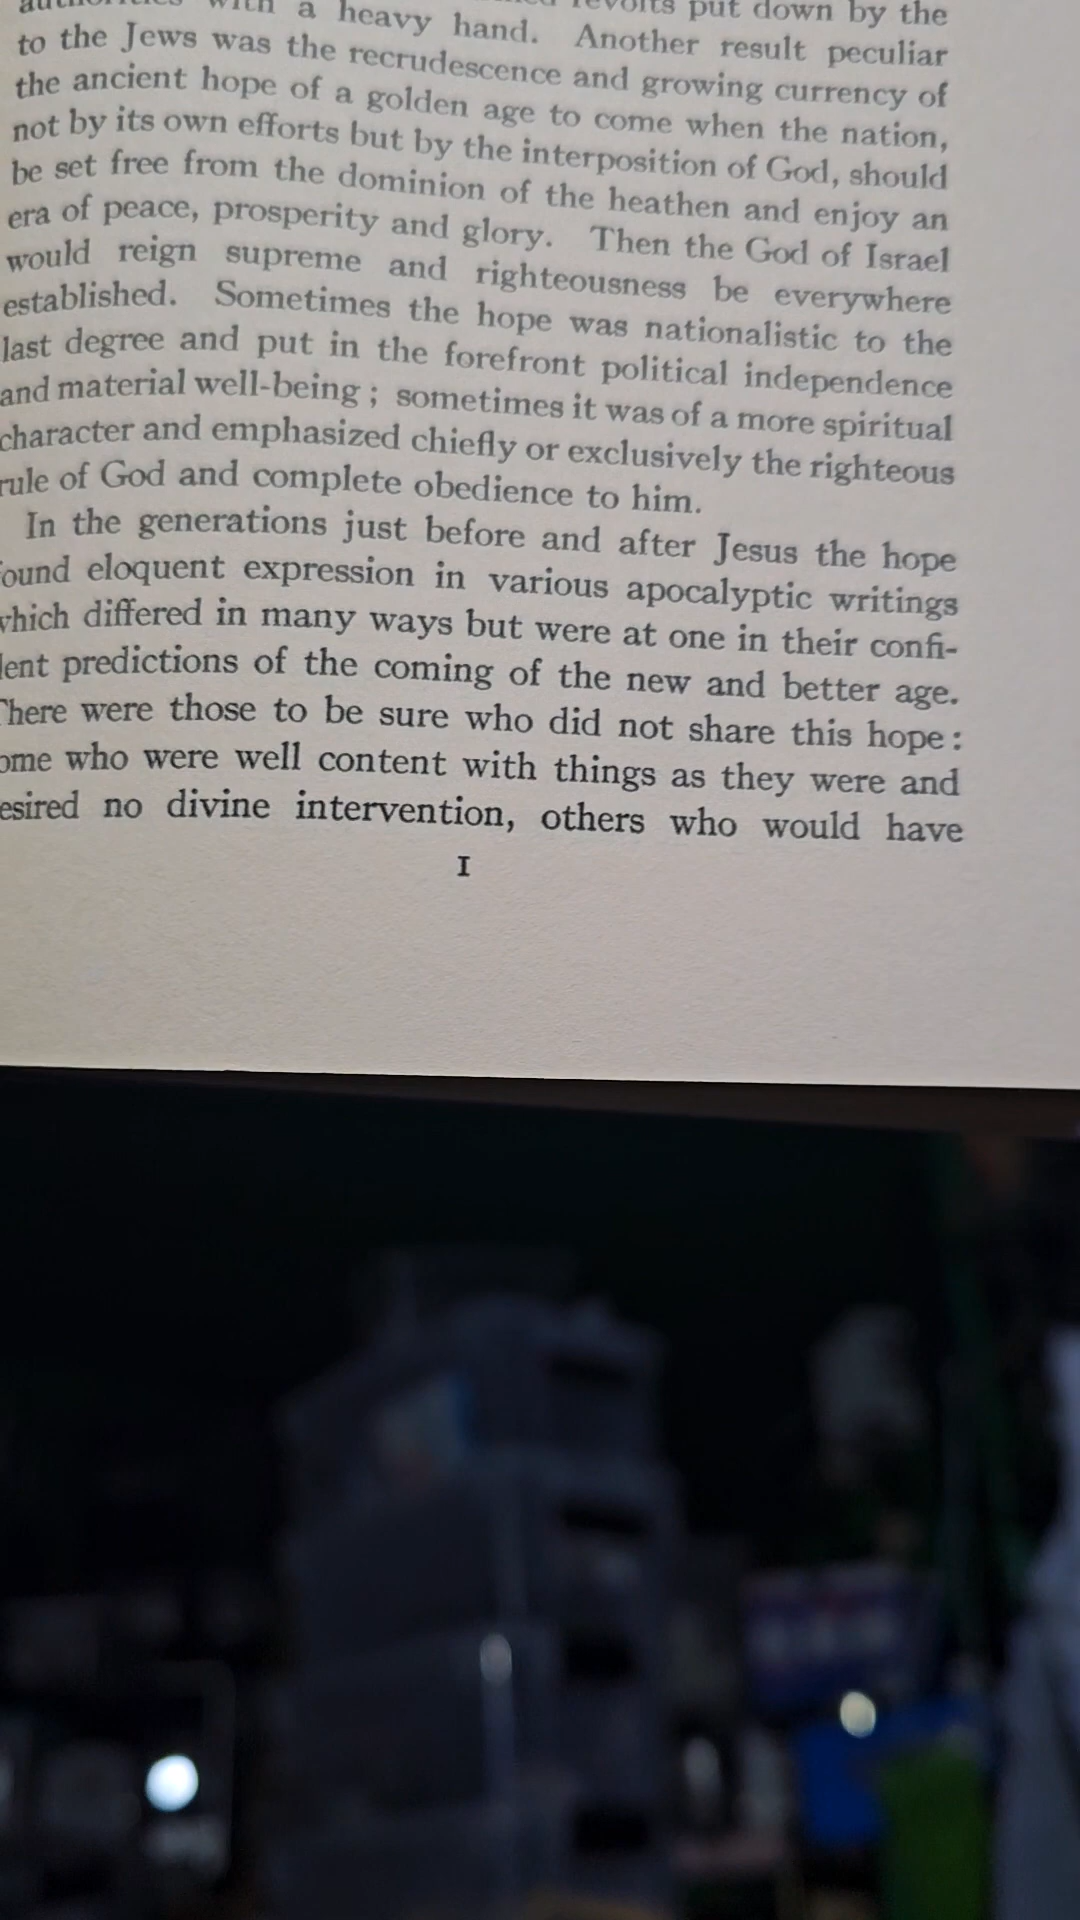 with a heavy hand. Another result peculiar
revolts put down by the
to the Jews was the recrudescence and growing currency of
the ancient hope of a golden age to come when the nation,
not by its own efforts but by the interposition of God, should
be set free from the dominion of the heathen and enjoy an
era of peace, prosperity and glory. Then the God of Israel
would reign supreme and righteousness be everywhere
established. Sometimes the hope was nationalistic to the
last degree and put in the forefront political independence
and material well-being; sometimes it was of a more spiritual
character and emphasized chiefly or exclusively the righteous
rule of God and complete obedience to him.
In the generations just before and after Jesus the hope
ound eloquent expression in various apocalyptic writings
which differed in many ways but were at one in their confi-
lent predictions of the coming of the new and better age.
There were those to be sure who did not share this hope:
ome who were well content with things as they were and
esired no divine intervention, others who would have
I